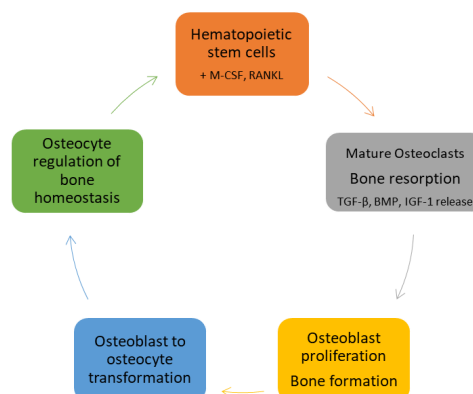 Hematopoietic
stem cells
+ M-CSF, RANKL
Mature Osteoclasts
Bone resorption
TGF-β, BMP, IGF-1 release
Osteoblast
proliferation
Bone formation
Osteoblast to
osteocyte
transformation
Osteocyte
regulation of
bone
homeostasis